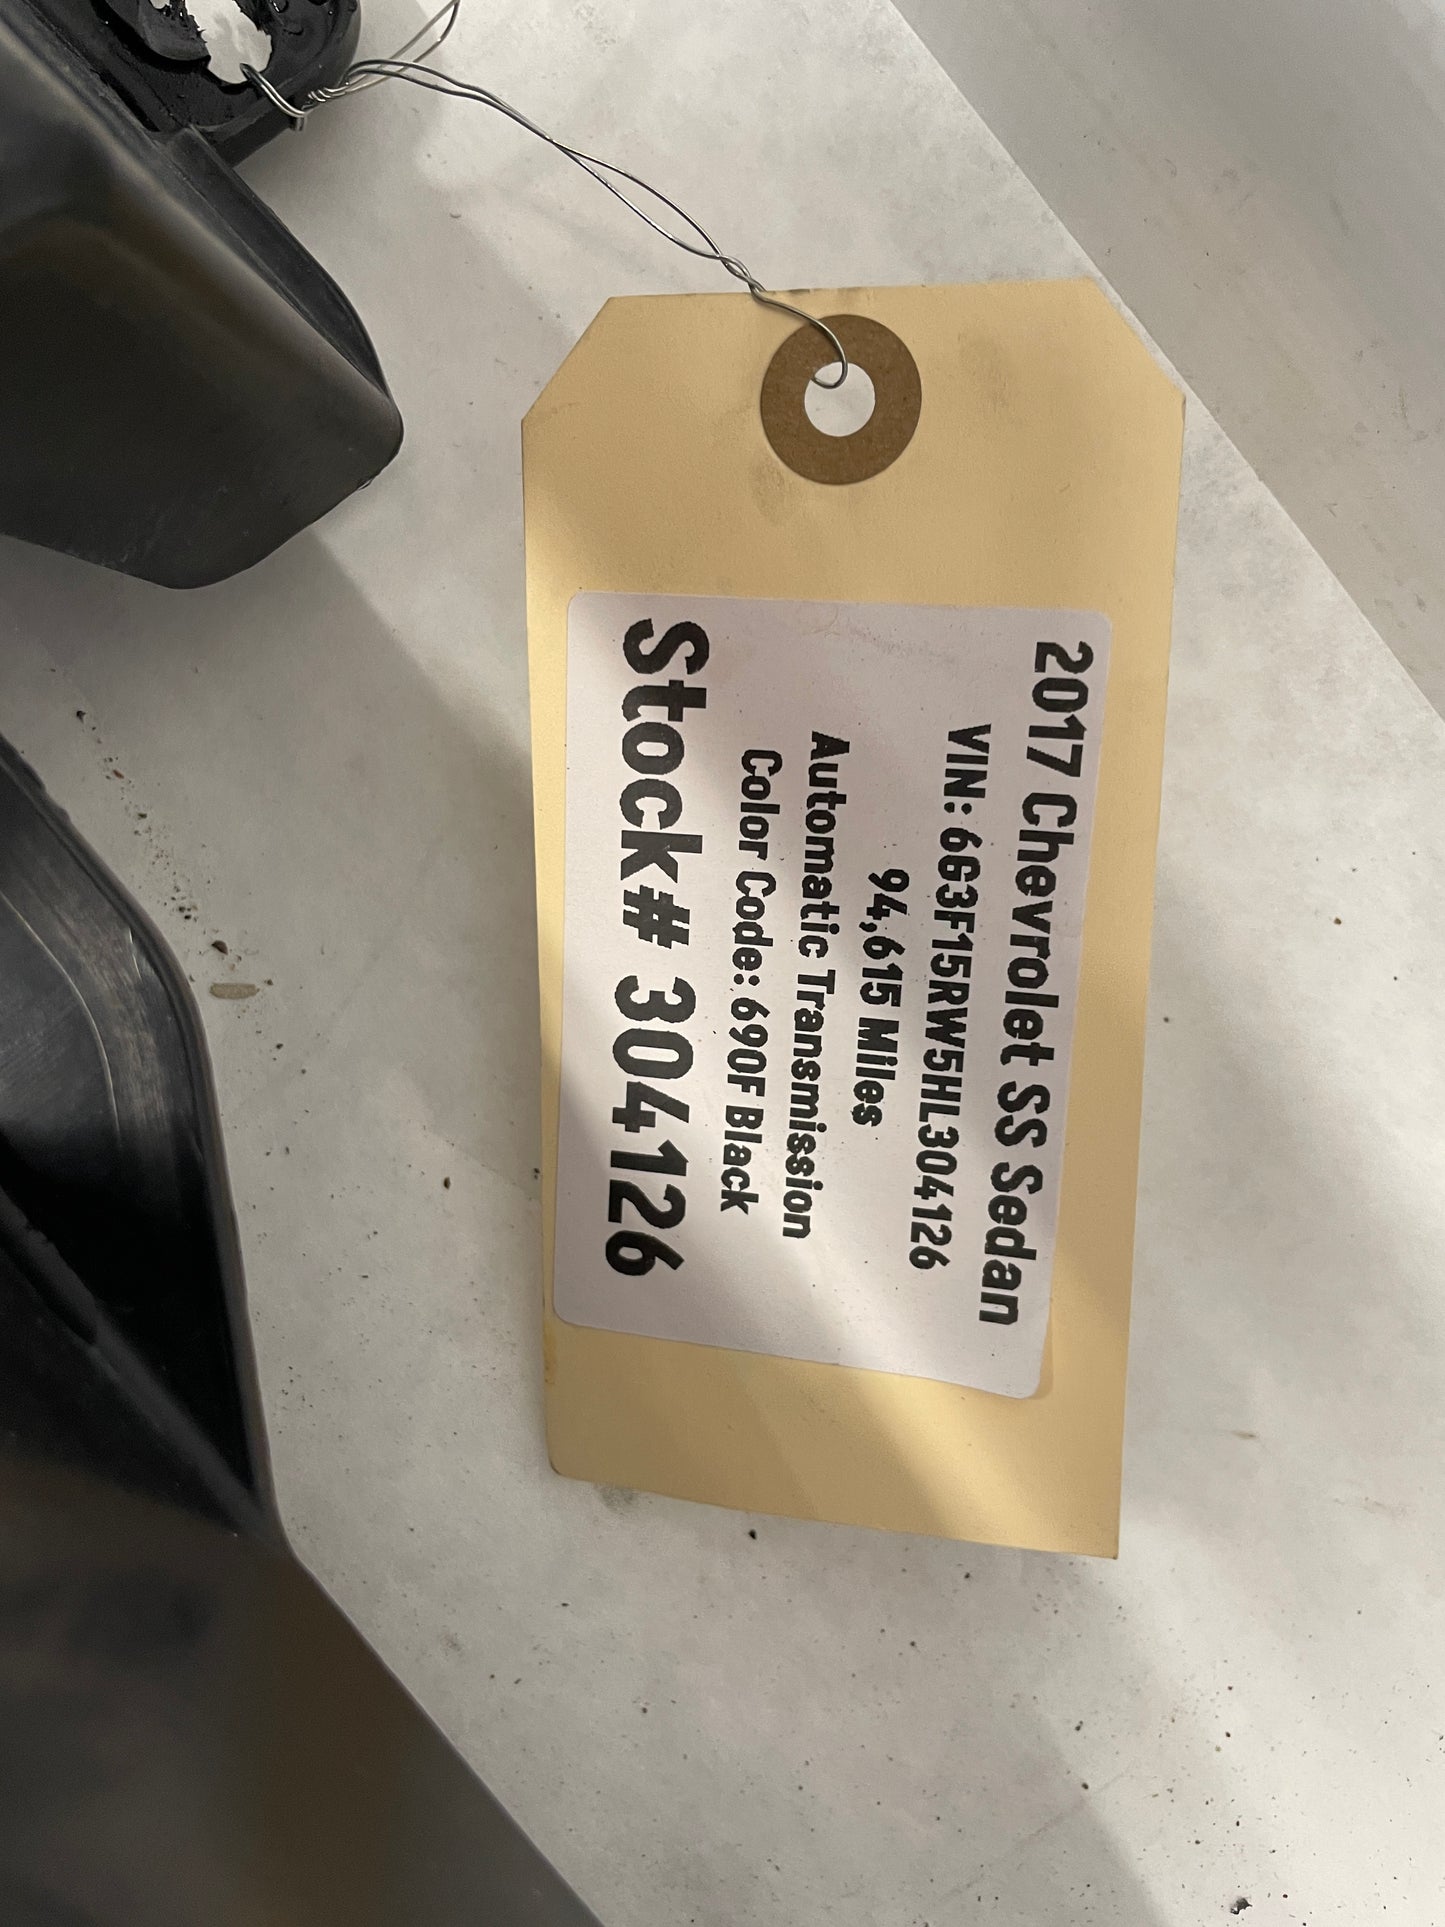 2017 Chevrolet SS Sedan
VIN: 6G3F15RW5HL304126
94,615 Miles
Automatic Transmission
Color Code: 690F Black
Stock# 304126